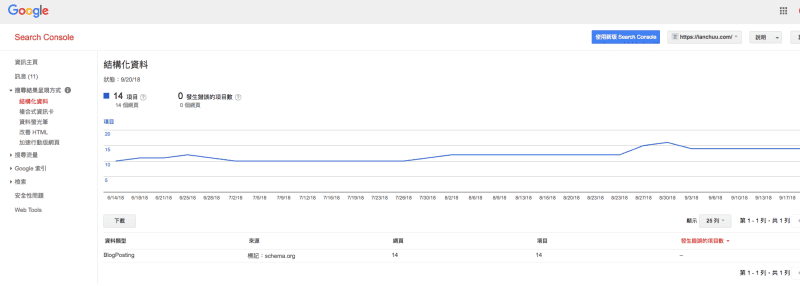 Google
Search Console
使用新版 Search Console
https://ianchuu.com/
說明
資訊主頁
訊息 (11)
搜尋結果呈現方式
結構化資料
複合式資訊卡
資料螢光筆
改善 HTML
加速行動版網頁
搜尋流量
Google 索引
檢索
安全性問題
Web Tools
結構化資料
狀態：9/20/18
14 項目
14 個網頁
0 發生錯誤的項目數
0 個網頁
項目
20
15
10
5
6/14/18 6/18/18 6/21/18 6/25/18 6/28/18 7/2/18 7/5/18 7/9/18 7/12/18 7/16/18 7/19/18 7/23/18 7/26/18 7/30/18 8/2/18 8/6/18 8/9/18 8/13/18 8/16/18 8/20/18 8/23/18 8/27/18 8/30/18 9/3/18 9/6/18 9/10/18 9/13/18 9/17/18
下載
顯示 25 列 第 1 - 1 列，共 1 列
資料類型 來源 網頁 項目 發生錯誤的項目數
BlogPosting 標記：schema.org 14 14 –
第 1 - 1 列，共 1 列